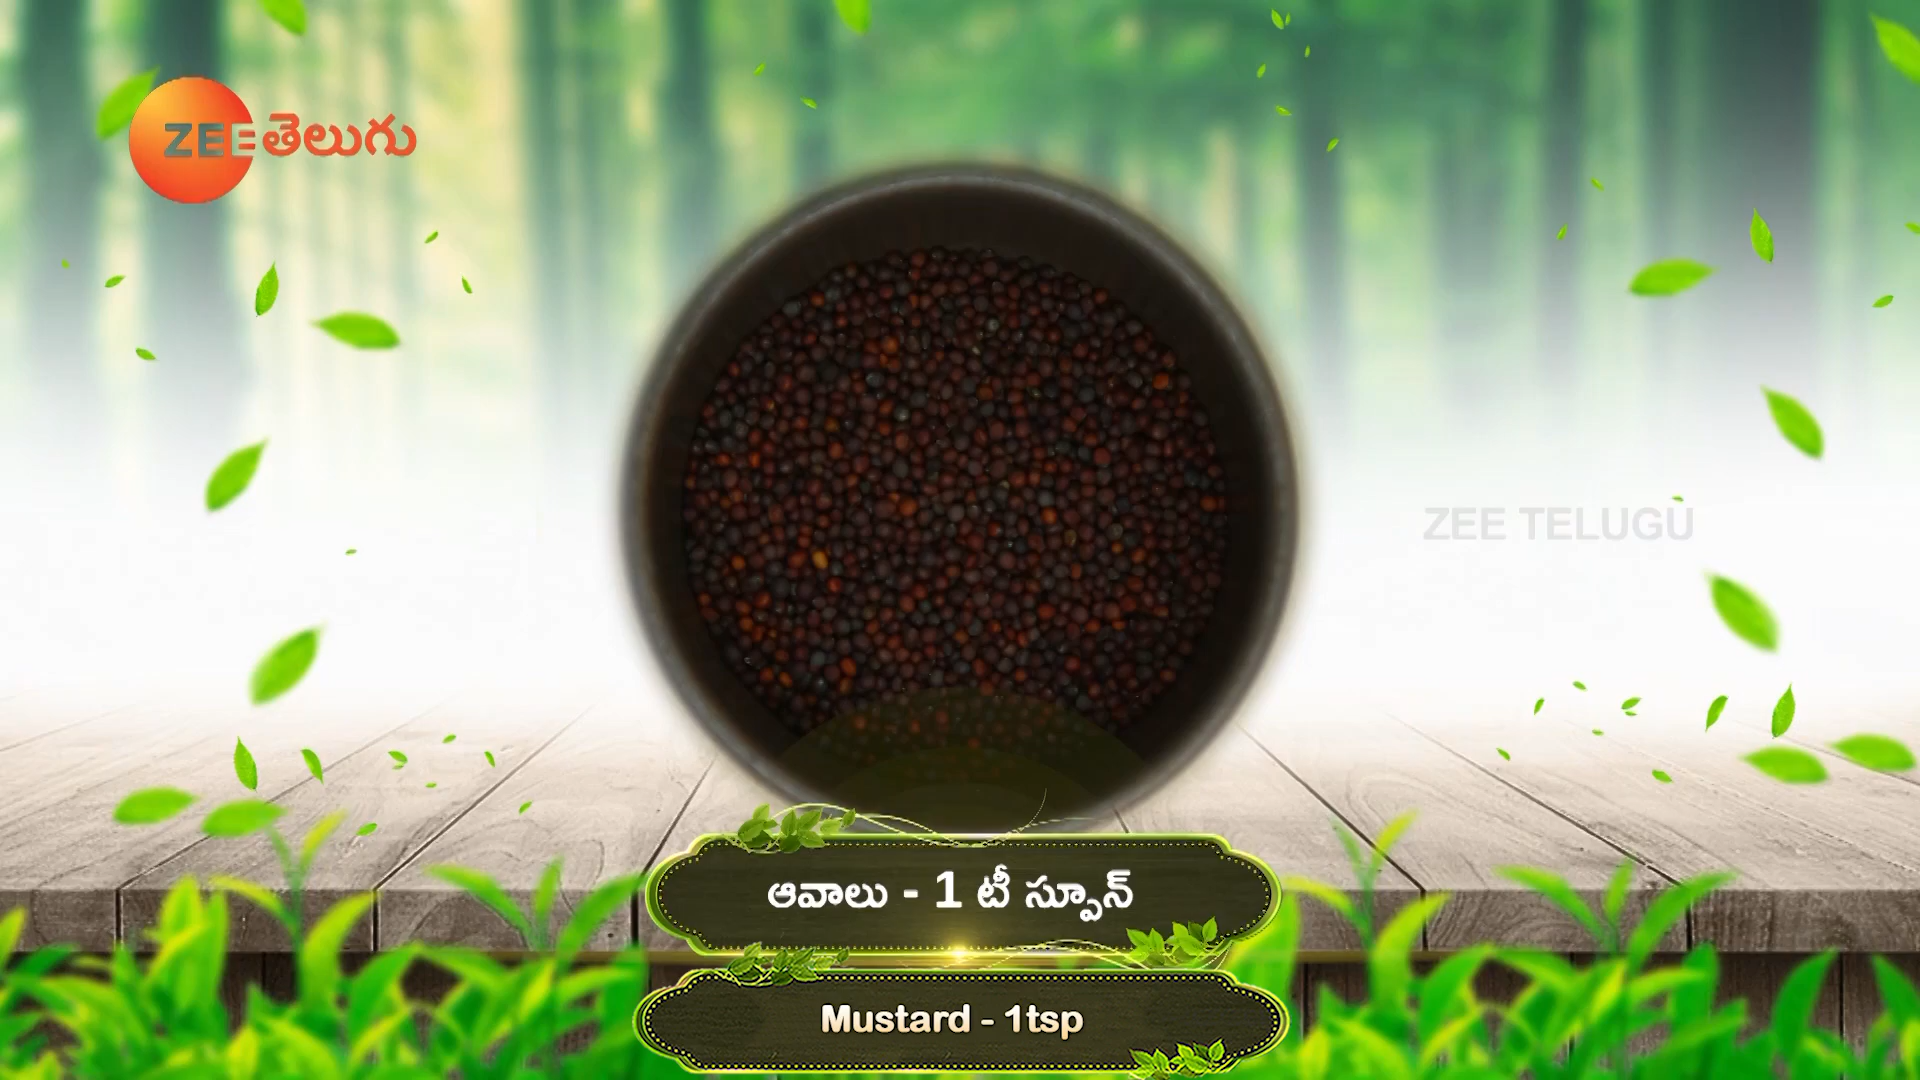 ZEE తెలుగు
ZEE TELUGU
ఆవాలు - 1 టీ స్పూన్
Mustard - 1tsp